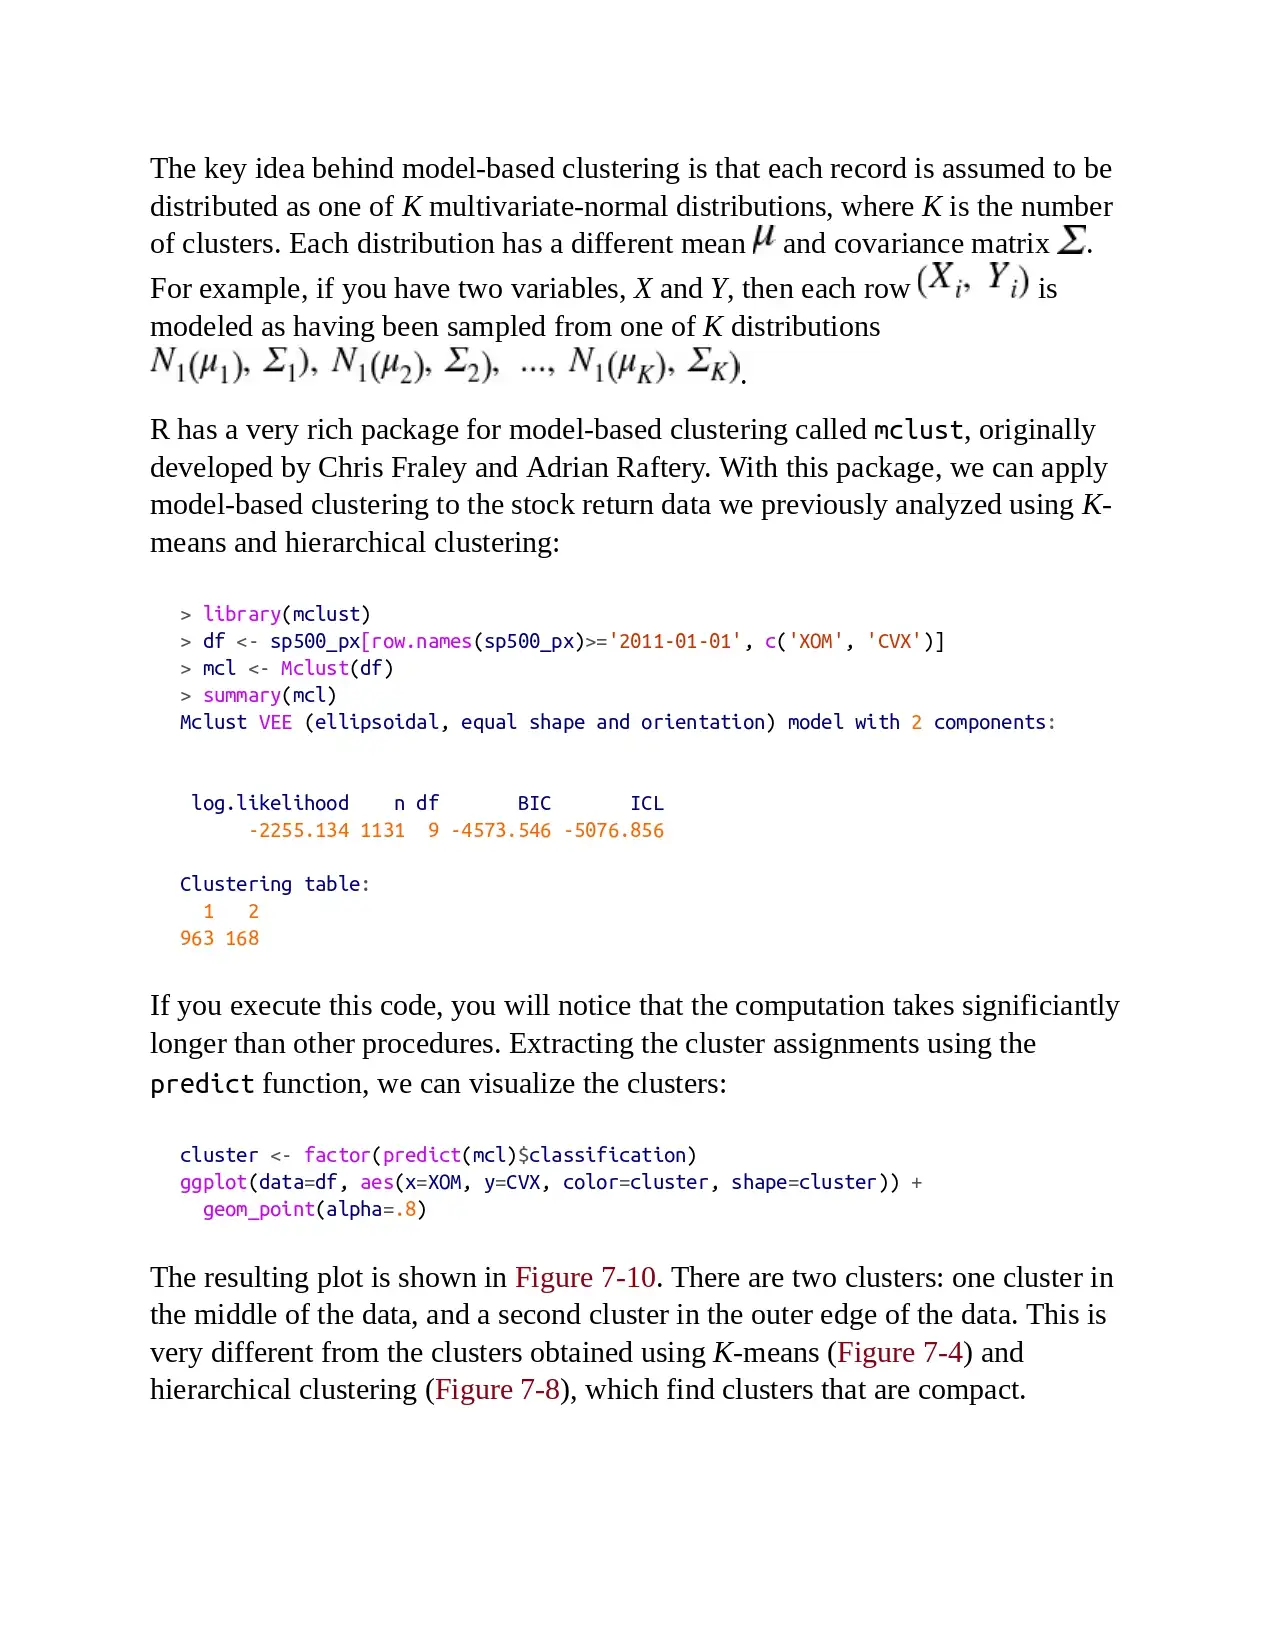 The key idea behind model-based clustering is that each record is assumed to be
distributed as one of K multivariate-normal distributions, where K is the number
of clusters. Each distribution has a different mean μ and covariance matrix Σ.
For example, if you have two variables, X and Y, then each row (X i, Y i) is
modeled as having been sampled from one of K distributions
N1(μ1), Σ1), N1(μ2), Σ2), ..., N1(μK), ΣK).
R has a very rich package for model-based clustering called mclust, originally
developed by Chris Fraley and Adrian Raftery. With this package, we can apply
model-based clustering to the stock return data we previously analyzed using K-
means and hierarchical clustering:
> library(mclust)
> df <- sp500_px[row.names(sp500_px)>='2011-01-01', c('XOM', 'CVX')]
> mcl <- Mclust(df)
> summary(mcl)
Mclust VEE (ellipsoidal, equal shape and orientation) model with 2 components:
log.likelihood    n df       BIC       ICL
-2255.134 1131  9 -4573.546 -5076.856
Clustering table:
1   2
963 168
If you execute this code, you will notice that the computation takes significiantly
longer than other procedures. Extracting the cluster assignments using the
predict function, we can visualize the clusters:
cluster <- factor(predict(mcl)$classification)
ggplot(data=df, aes(x=XOM, y=CVX, color=cluster, shape=cluster)) +
geom_point(alpha=.8)
The resulting plot is shown in Figure 7-10. There are two clusters: one cluster in
the middle of the data, and a second cluster in the outer edge of the data. This is
very different from the clusters obtained using K-means (Figure 7-4) and
hierarchical clustering (Figure 7-8), which find clusters that are compact.